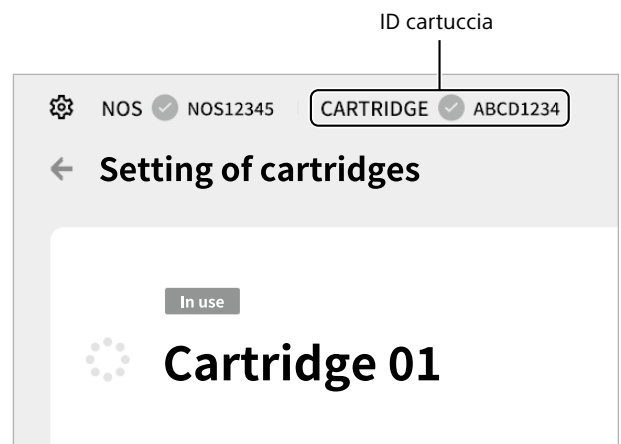 ID cartuccia
NOS NOS12345 CARTRIDGE ABCD1234
Setting of cartridges
In use
Cartridge 01